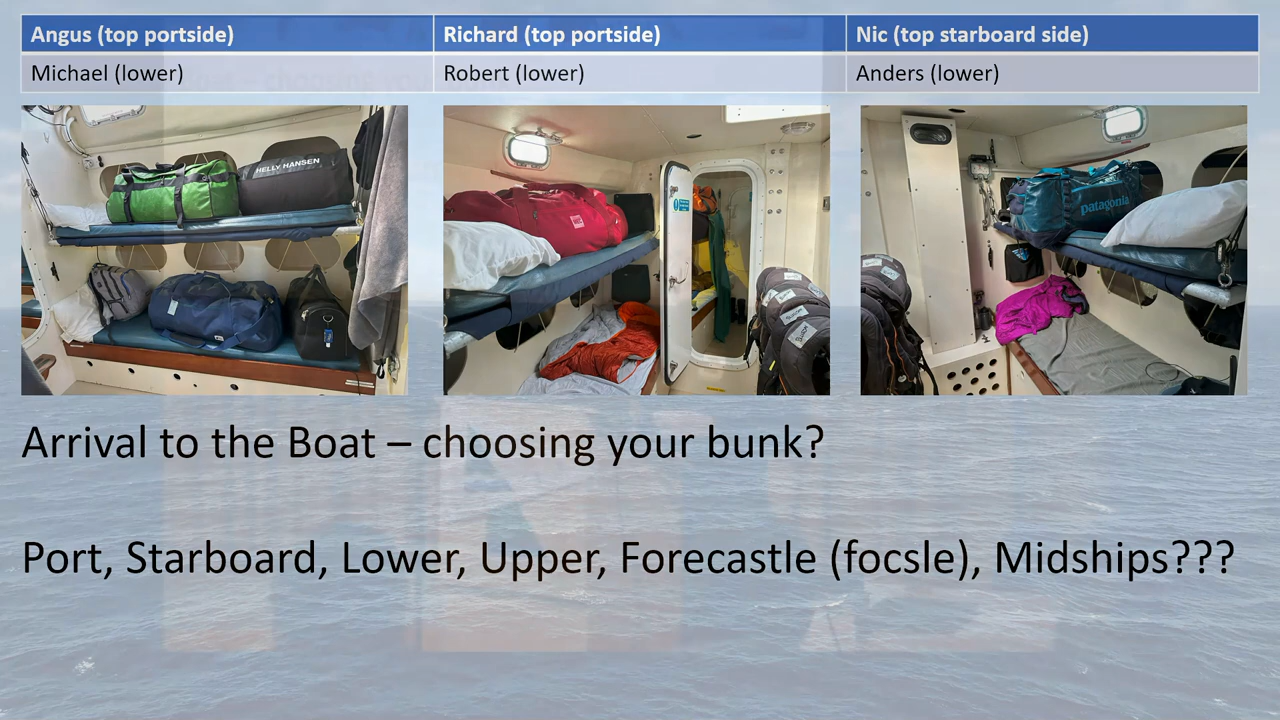 Angus (top portside)
Richard (top portside)
Nic (top starboard side)
Michael (lower)
Robert (lower)
Anders (lower)
HELLY HANSEN
patagonia
Arrival to the Boat – choosing your bunk?
Port, Starboard, Lower, Upper, Forecastle (focsle), Midships???